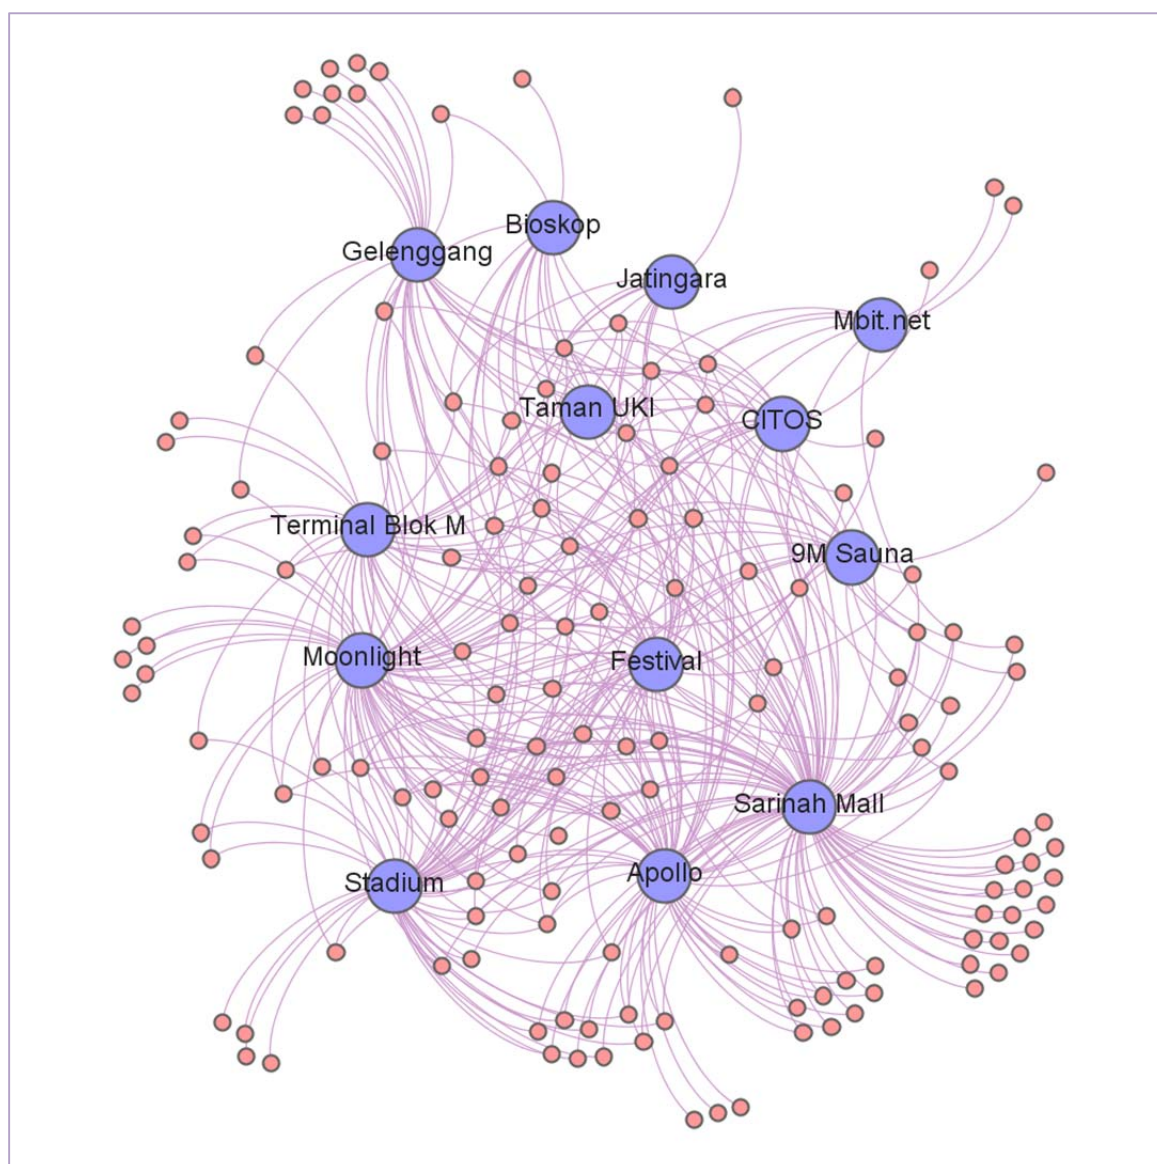 Bioskop
Gelenggang
Jatingara
Mbit.net
Taman UKI
CITOS
Terminal Blok M
9M Sauna
Moonlight
Festival
Sarinah Mall
Stadium
Apollo